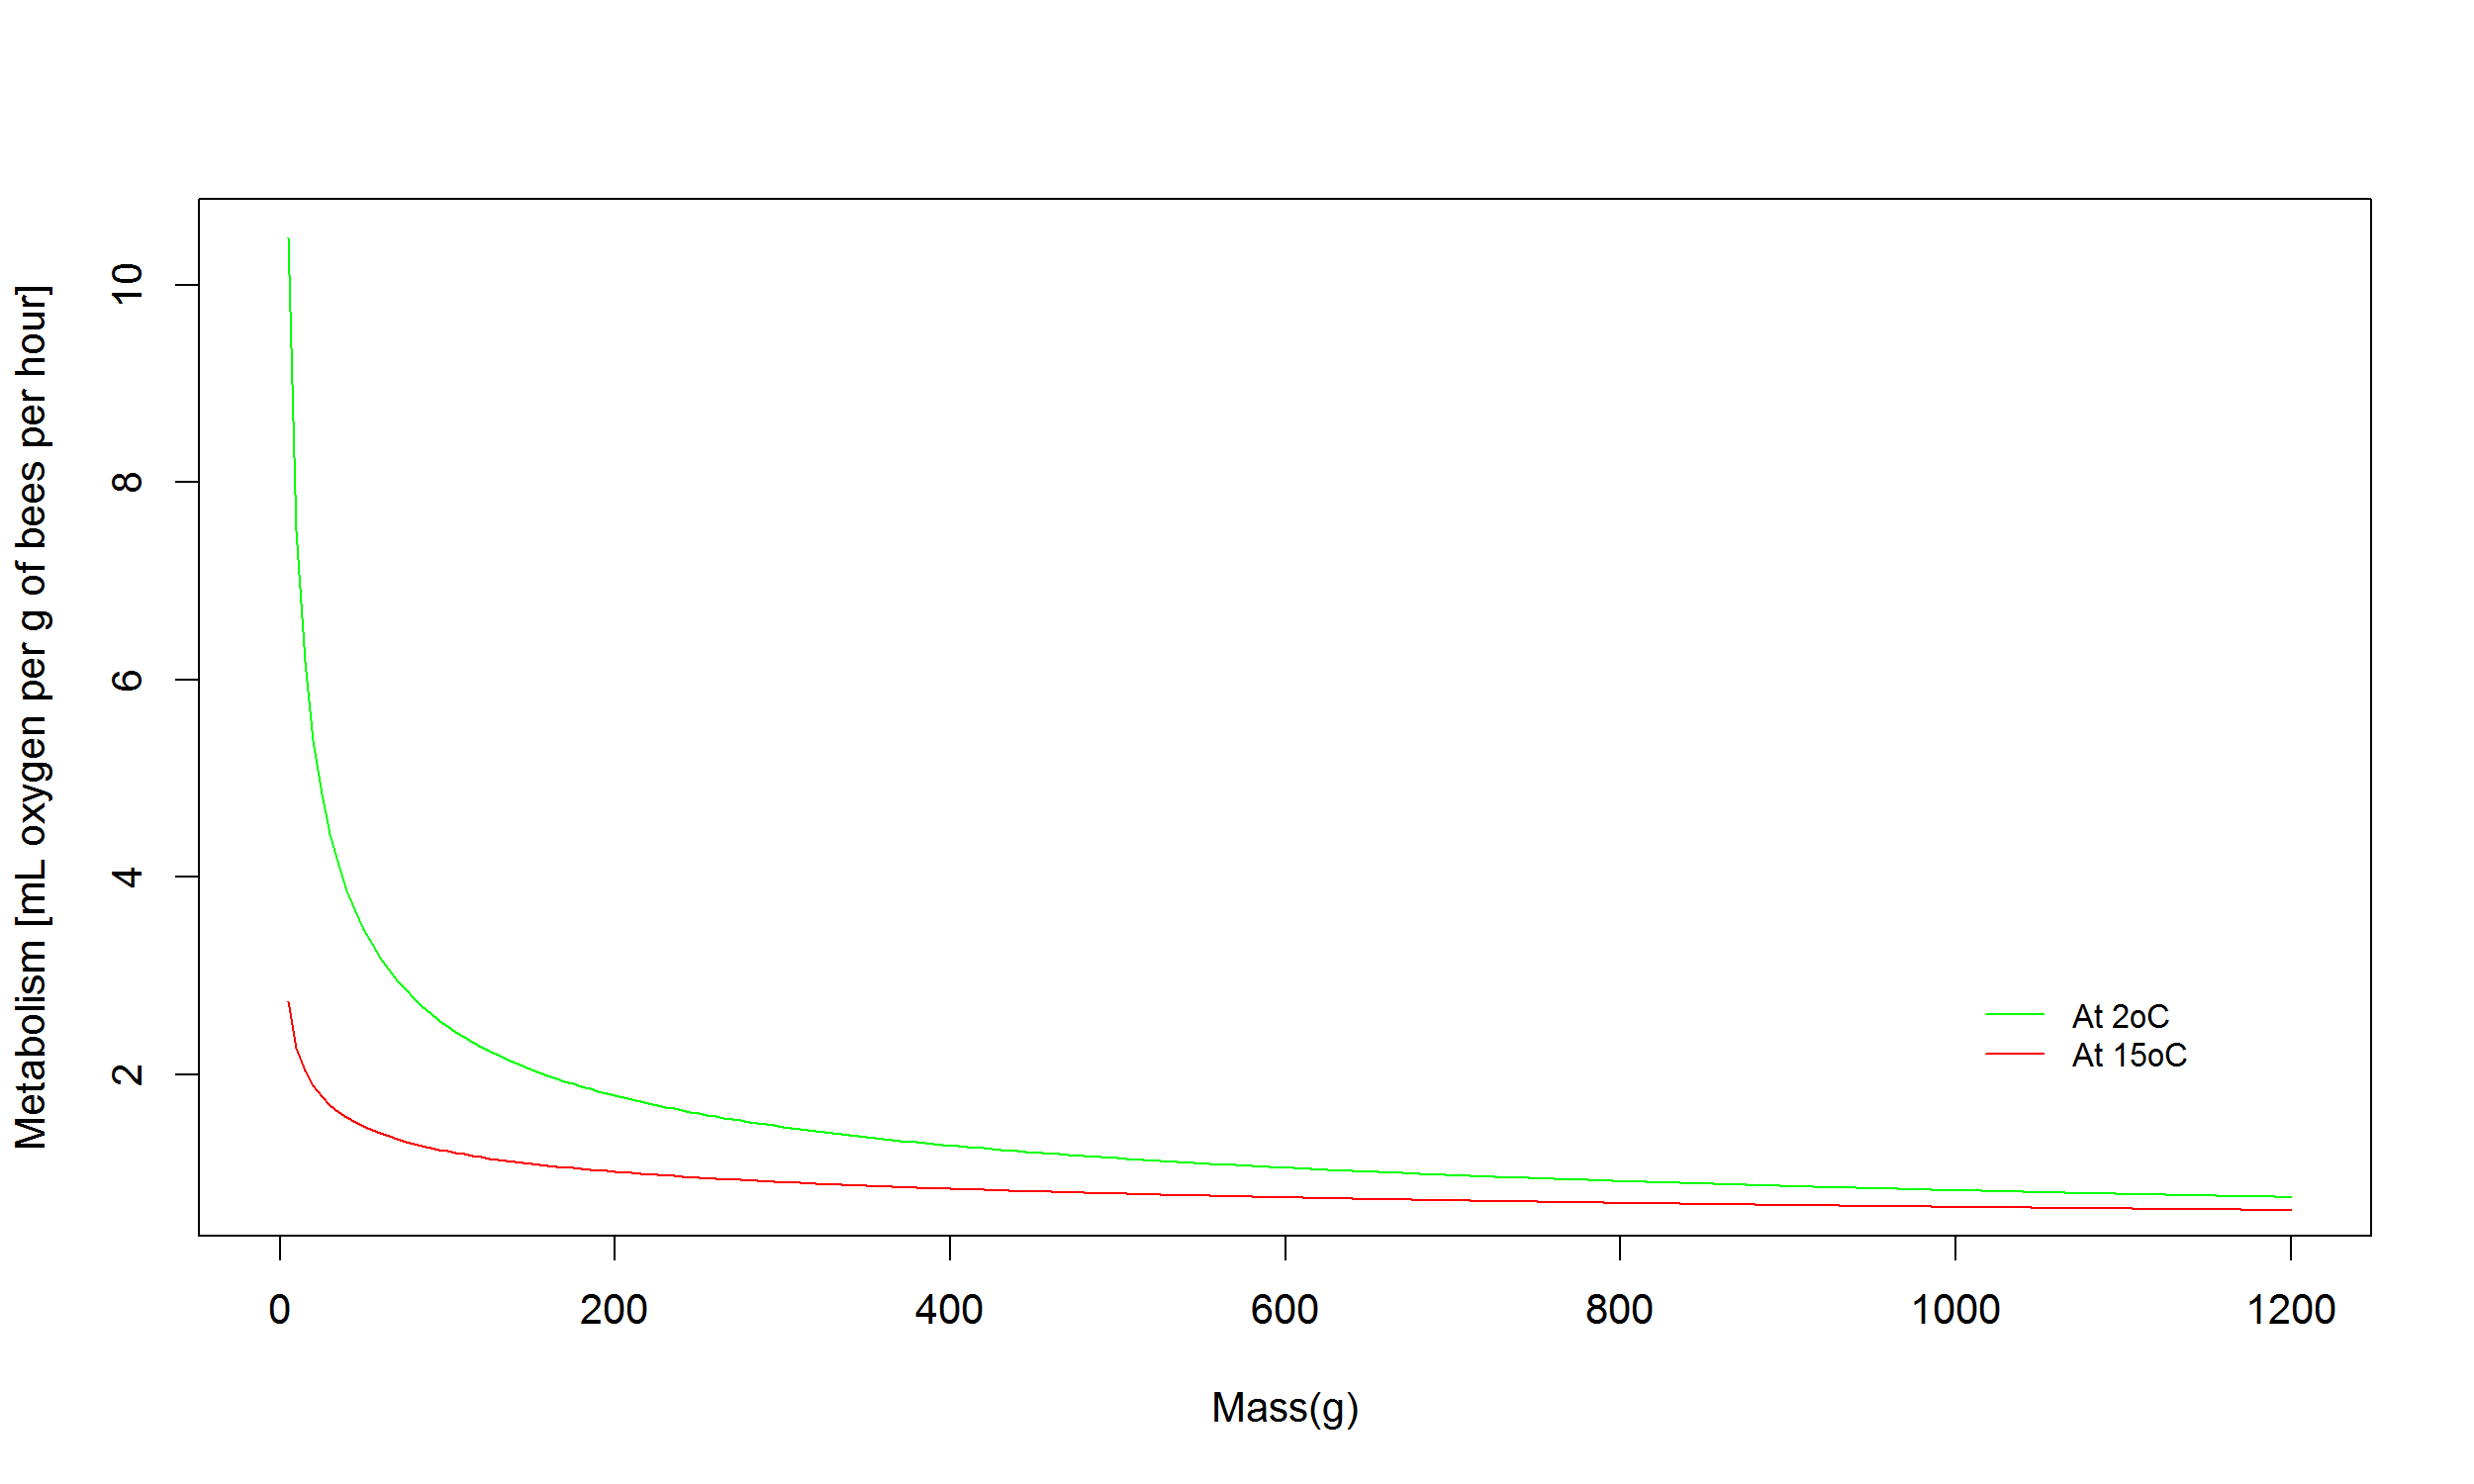 Metabolism [mL oxygen per g of bees per hour]
10
8
6
4
2
At 2oC
At 15oC
0 200 400 600 800 1000 1200
Mass(g)